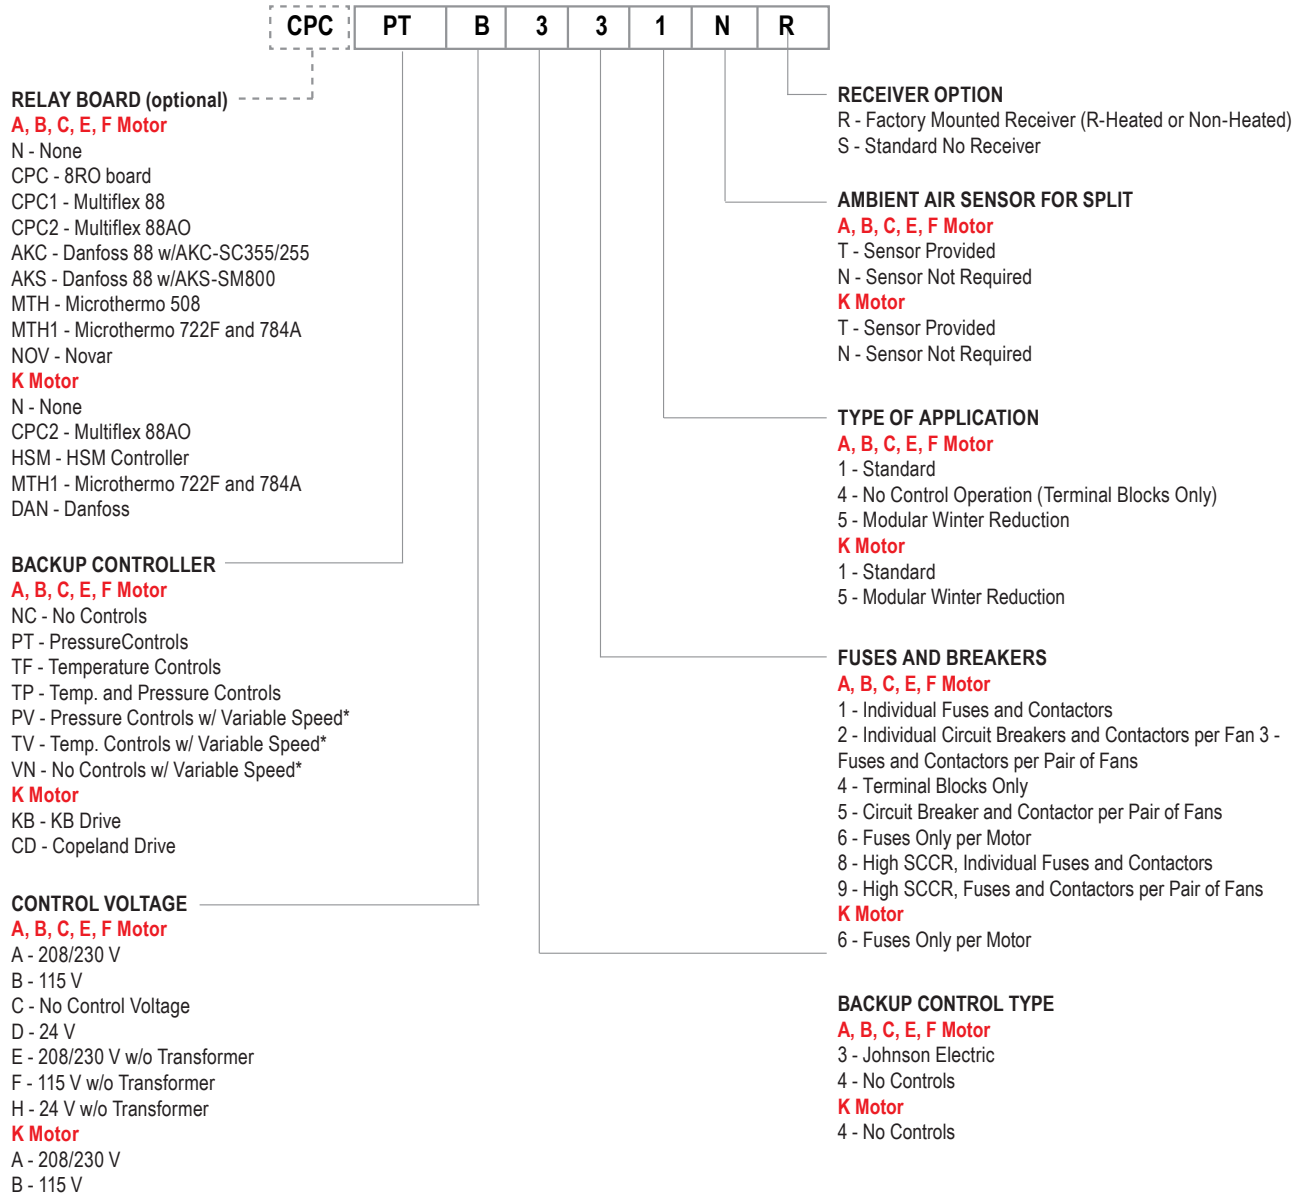 CPC PT B 3 3 1 N R
RELAY BOARD (optional)
A, B, C, E, F Motor
N - None
CPC - 8RO board
CPC1 - Multiflex 88
CPC2 - Multiflex 88AO
AKC - Danfoss 88 w/AKC-SC355/255
AKS - Danfoss 88 w/AKS-SM800
MTH - Microthermo 508
MTH1 - Microthermo 722F and 784A
NOV - Novar
K Motor
N - None
CPC2 - Multiflex 88AO
HSM - HSM Controller
MTH1 - Microthermo 722F and 784A
DAN - Danfoss
BACKUP CONTROLLER
A, B, C, E, F Motor
NC - No Controls
PT - PressureControls
TF - Temperature Controls
TP - Temp. and Pressure Controls
PV - Pressure Controls w/ Variable Speed*
TV - Temp. Controls w/ Variable Speed*
VN - No Controls w/ Variable Speed*
K Motor
KB - KB Drive
CD - Copeland Drive
CONTROL VOLTAGE
A, B, C, E, F Motor
A - 208/230 V
B - 115 V
C - No Control Voltage
D - 24 V
E - 208/230 V w/o Transformer
F - 115 V w/o Transformer
H - 24 V w/o Transformer
K Motor
A - 208/230 V
B - 115 V
RECEIVER OPTION
R - Factory Mounted Receiver (R-Heated or Non-Heated)
S - Standard No Receiver
AMBIENT AIR SENSOR FOR SPLIT
A, B, C, E, F Motor
T - Sensor Provided
N - Sensor Not Required
K Motor
T - Sensor Provided
N - Sensor Not Required
TYPE OF APPLICATION
A, B, C, E, F Motor
1 - Standard
4 - No Control Operation (Terminal Blocks Only)
5 - Modular Winter Reduction
K Motor
1 - Standard
5 - Modular Winter Reduction
FUSES AND BREAKERS
A, B, C, E, F Motor
1 - Individual Fuses and Contactors
2 - Individual Circuit Breakers and Contactors per Fan 3 -
Fuses and Contactors per Pair of Fans
4 - Terminal Blocks Only
5 - Circuit Breaker and Contactor per Pair of Fans
6 - Fuses Only per Motor
8 - High SCCR, Individual Fuses and Contactors
9 - High SCCR, Fuses and Contactors per Pair of Fans
K Motor
6 - Fuses Only per Motor
BACKUP CONTROL TYPE
A, B, C, E, F Motor
3 - Johnson Electric
4 - No Controls
K Motor
4 - No Controls